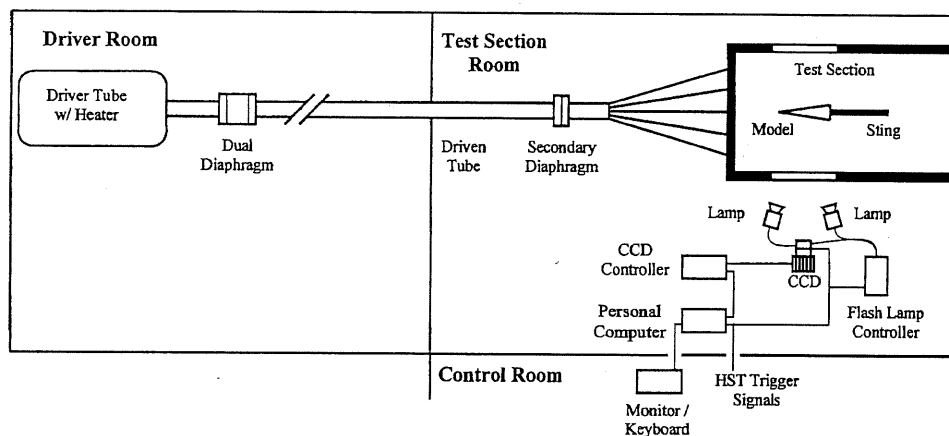 Driver Room
Driver Tube
w/ Heater
Dual
Diaphragm
Test Section
Room
Driven
Tube
Secondary
Diaphragm
Test Section
Model
Sting
Lamp
Lamp
CCD
Controller
CCD
Personal
Computer
Flash Lamp
Controller
Control Room
HST Trigger
Signals
Monitor /
Keyboard